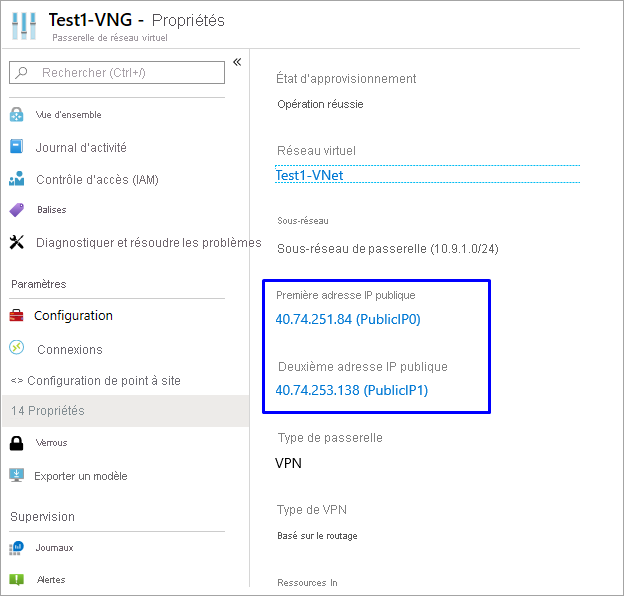 Test1-VNG - Propriétés
Passerelle de réseau virtuel
«
Rechercher (Ctrl+/)
Vue d'ensemble
Journal d'activité
Contrôle d'accès (IAM)
Balises
Diagnostiquer et résoudre les problèmes
Paramètres
Configuration
Connexions
<> Configuration de point à site
14 Propriétés
Verrous
Exporter un modèle
Supervision
Journaux
Alertes
État d'approvisionnement
Opération réussie
Réseau virtuel
Test1-VNet
Sous-réseau
Sous-réseau de passerelle (10.9.1.0/24)
Première adresse IP publique
40.74.251.84 (PublicIP0)
Deuxième adresse IP publique
40.74.253.138 (PublicIP1)
Type de passerelle
VPN
Type de VPN
Basé sur le routage
Ressources In